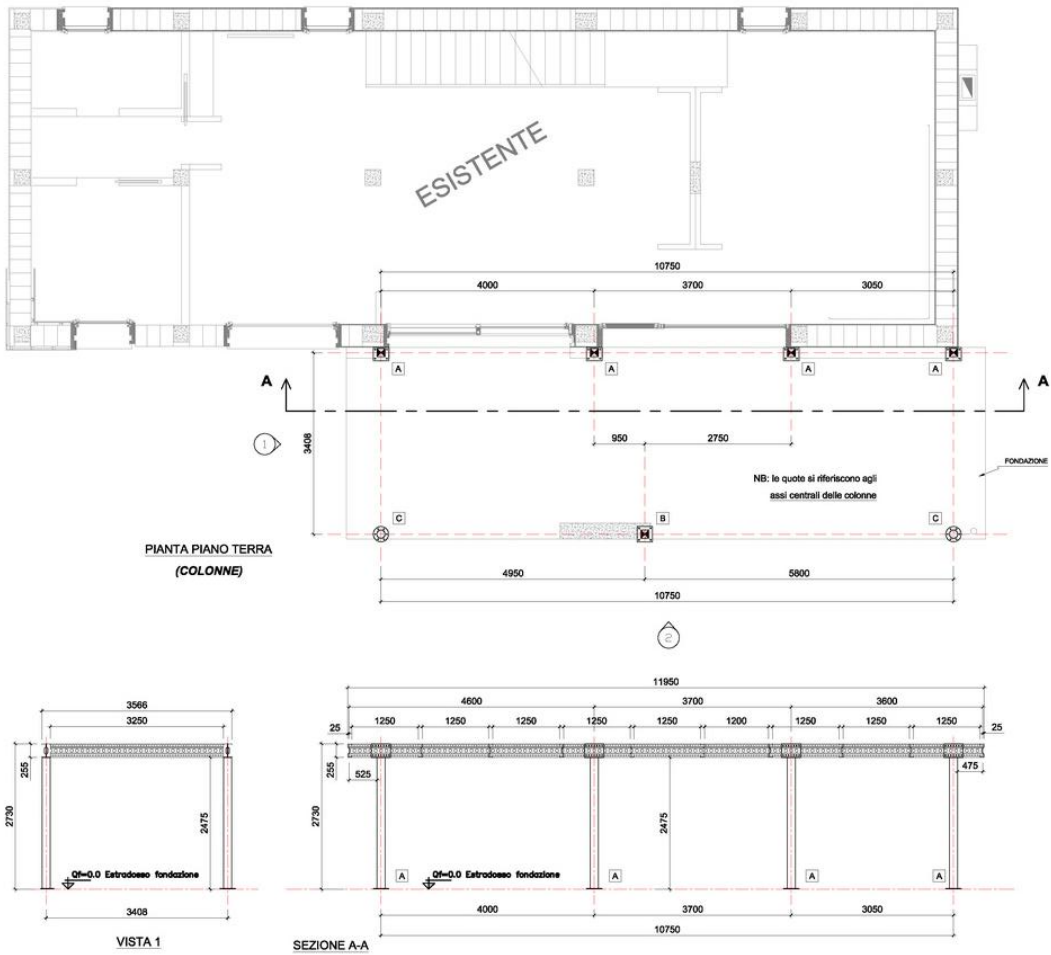 ESISTENTE
10750
4000 3700 3050
A A A A
A A
1
3408
950 2750
FONDAZIONE
NB: le quote si riferiscono agli
assi centrali delle colonne
C B C
PIANTA PIANO TERRA
(COLONNE)
4950 5800
10750
2
3566
3250
255
2730
2475
Qf=0.0 Estradosso fondazione
3408
VISTA 1
11950
4600 3700 3600
25 1250 1250 1250 1250 1250 1200 1250 1250 1250 25
525 475
255
2730
2475
A A A A
Qf=0.0 Estradosso fondazione
4000 3700 3050
10750
SEZIONE A-A